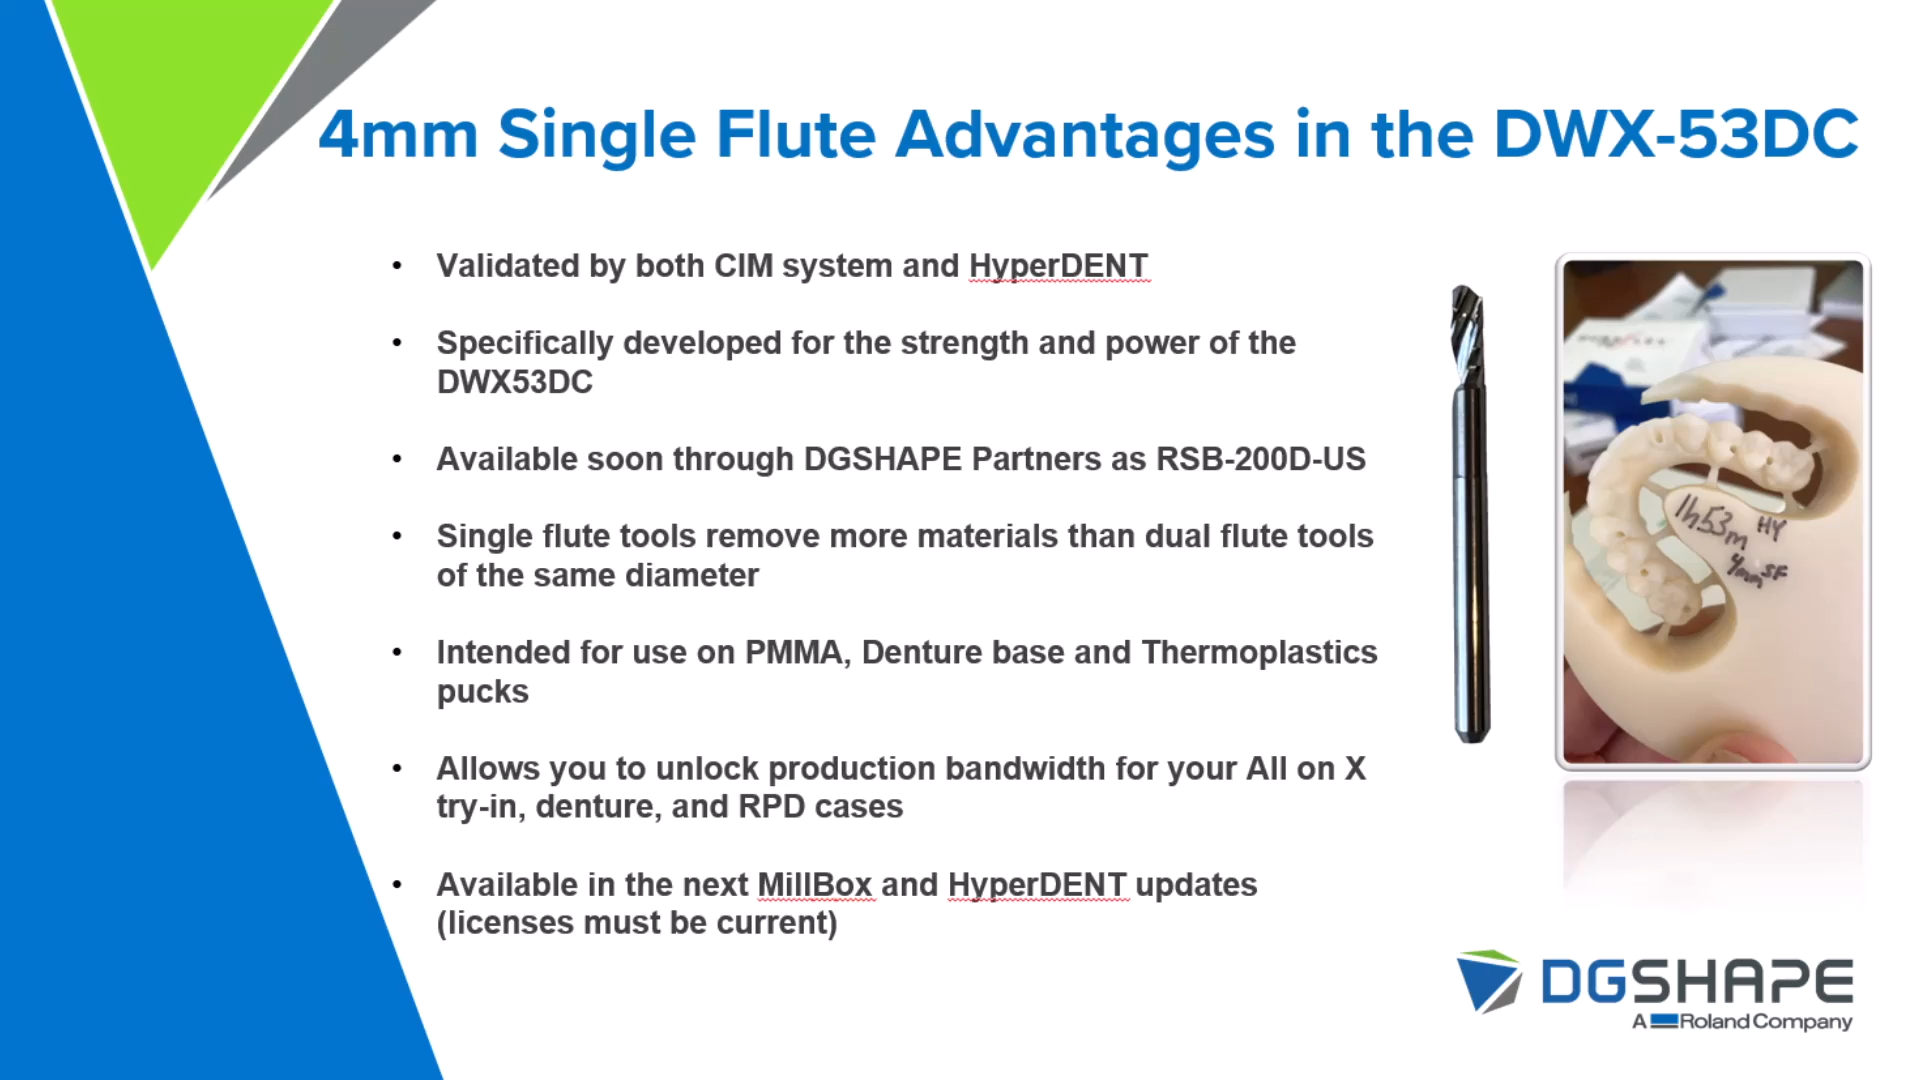 4mm Single Flute Advantages in the DWX-53DC
• Validated by both CIM system and HyperDENT
• Specifically developed for the strength and power of the
DWX53DC
• Available soon through DGSHAPE Partners as RSB-200D-US
• Single flute tools remove more materials than dual flute tools
of the same diameter
• Intended for use on PMMA, Denture base and Thermoplastics
pucks
• Allows you to unlock production bandwidth for your All on X
try-in, denture, and RPD cases
• Available in the next MillBox and HyperDENT updates
(licenses must be current)
1h53m HY
4mm SF
DGSHAPE
A Roland Company